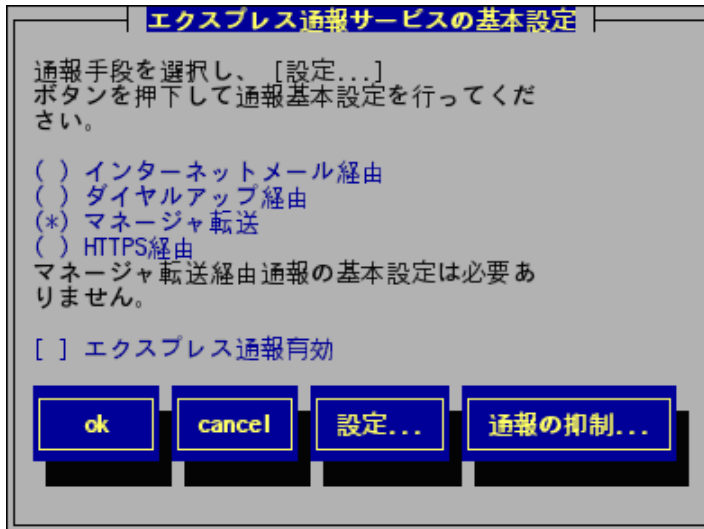 エクスプレス通報サービスの基本設定
通報手段を選択し、 [設定...]
ボタンを押下して通報基本設定を行ってくだ
さい。
( ) インターネットメール経由
( ) ダイヤルアップ経由
(*) マネージャ転送
( ) HTTPS経由
マネージャ転送経由通報の基本設定は必要あ
りません。
[ ] エクスプレス通報有効
ok cancel 設定... 通報の抑制...